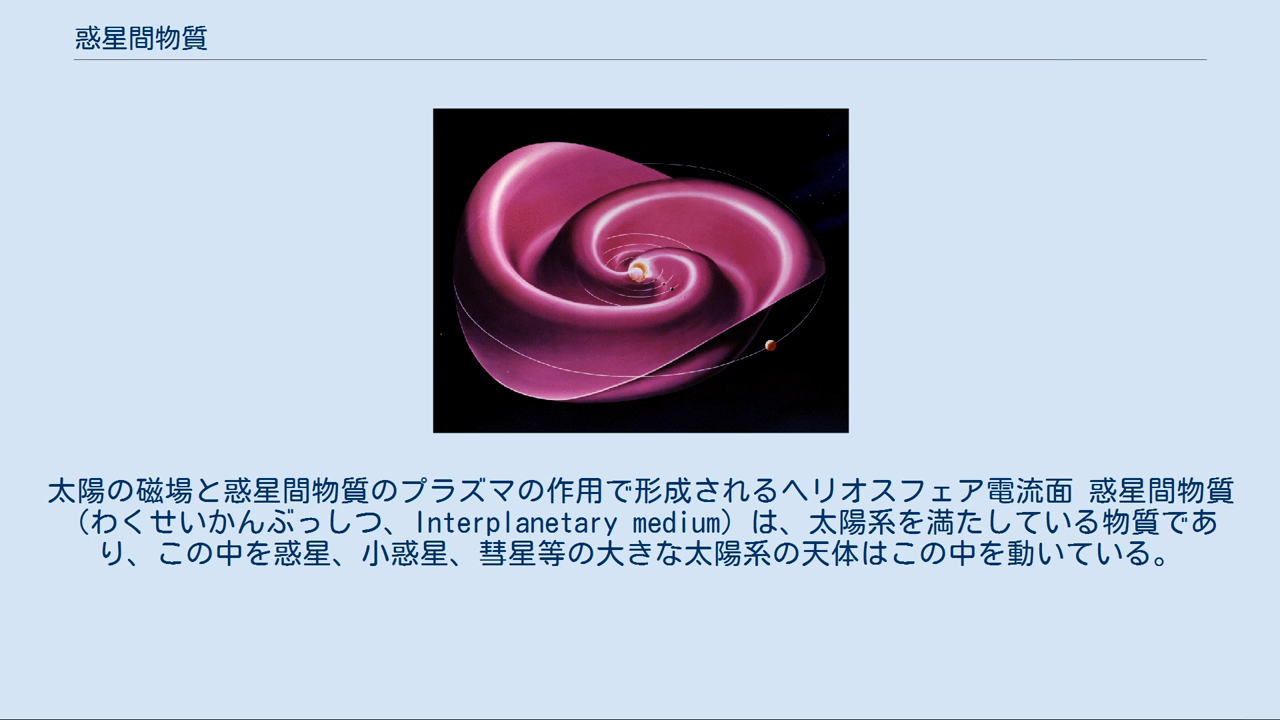 惑星間物質
太陽の磁場と惑星間物質のプラズマの作用で形成されるヘリオスフェア電流面 惑星間物質
（わくせいかんぶっしつ、Interplanetary medium）は、太陽系を満たしている物質であ
り、この中を惑星、小惑星、彗星等の大きな太陽系の天体はこの中を動いている。